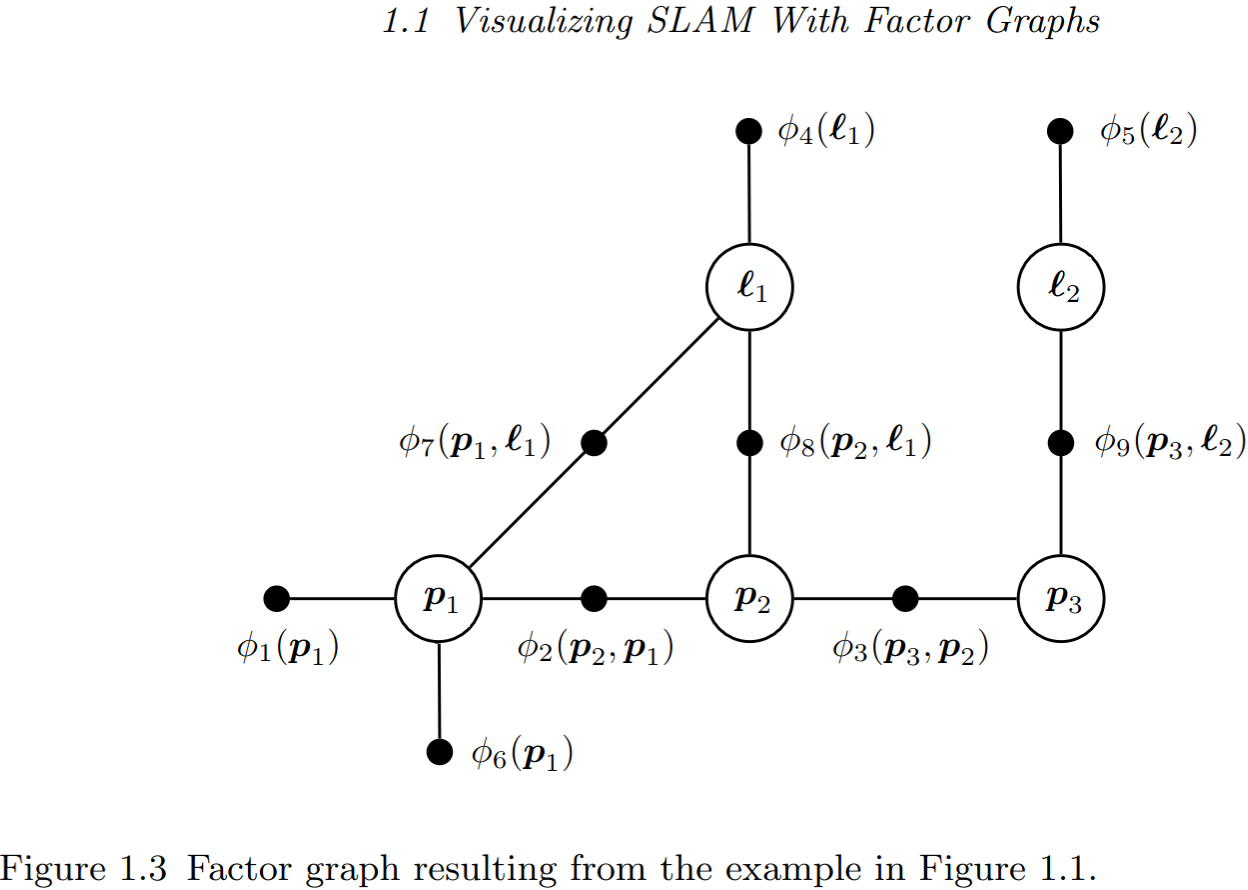 1.1 Visualizing SLAM With Factor Graphs
ϕ₄(ℓ₁)
ϕ₅(ℓ₂)
ℓ₁
ℓ₂
ϕ₇(p₁, ℓ₁)
ϕ₈(p₂, ℓ₁)
ϕ₉(p₃, ℓ₂)
p₁
p₂
p₃
ϕ₁(p₁)
ϕ₂(p₂, p₁)
ϕ₃(p₃, p₂)
ϕ₆(p₁)
Figure 1.3 Factor graph resulting from the example in Figure 1.1.